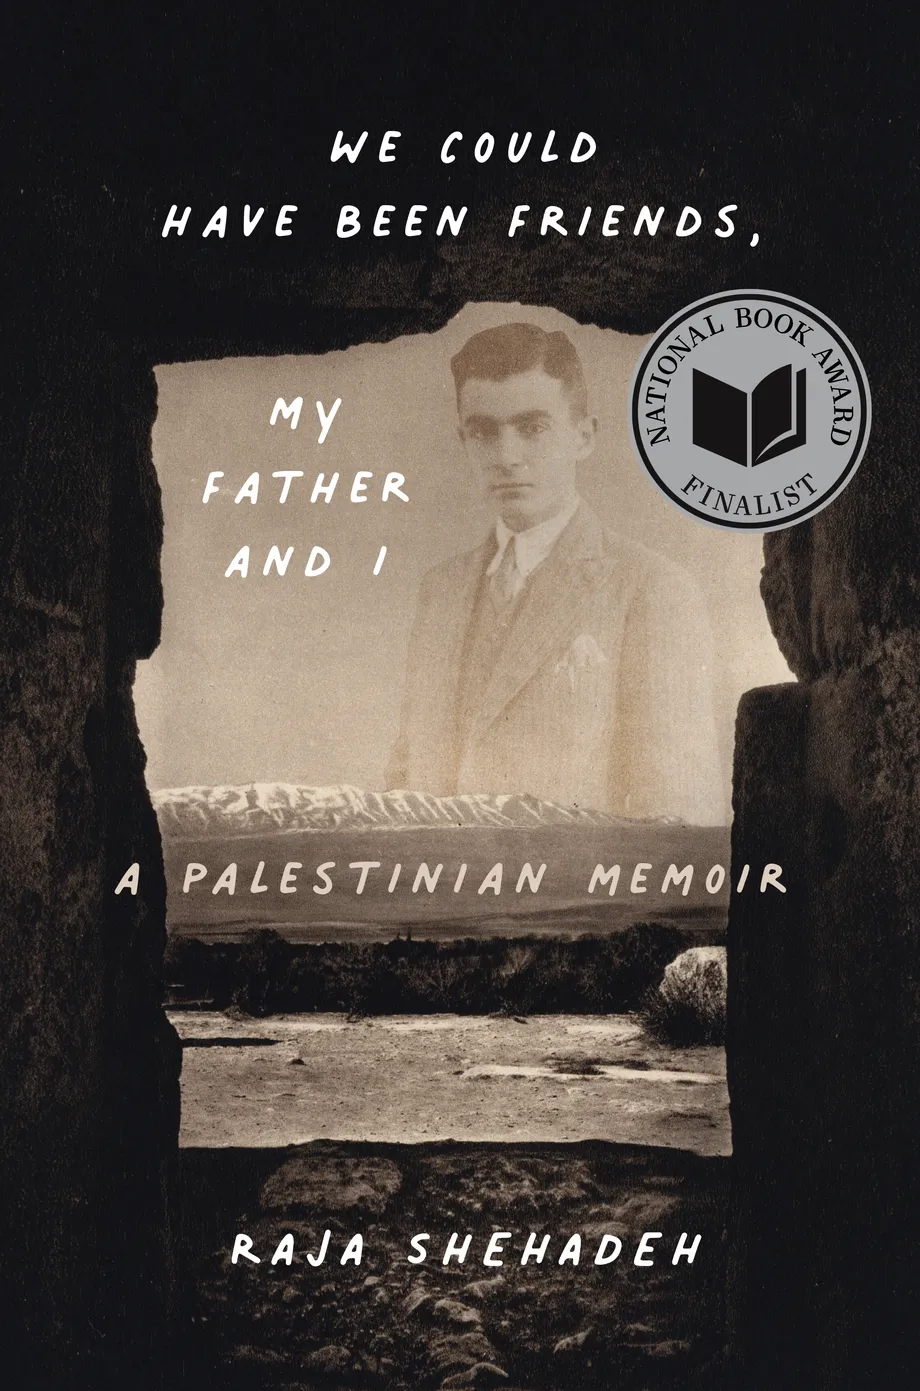 WE COULD
HAVE BEEN FRIENDS,
MY
FATHER
AND I
NATIONAL BOOK AWARD
FINALIST
A PALESTINIAN MEMOIR
RAJA SHEHADEH